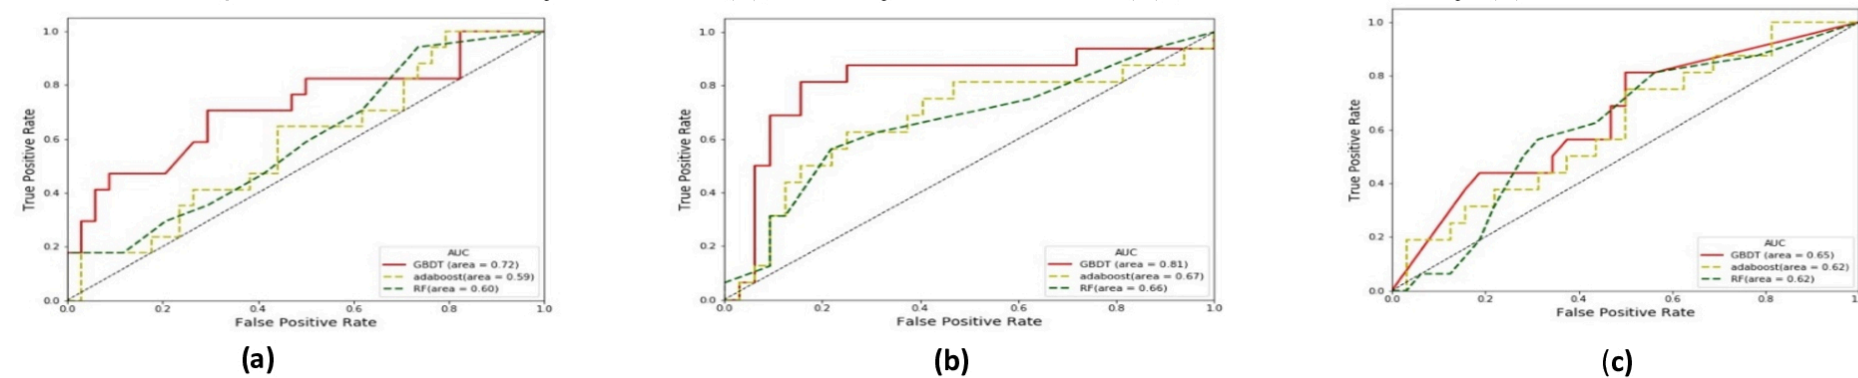 1.0
0.8
0.6
0.4
0.2
0.0
True Positive Rate
0.0 0.2 0.4 0.6 0.8 1.0
False Positive Rate
AUC
GBDT (area = 0.72)
adaboost(area = 0.59)
RF(area = 0.60)
(a)
1.0
0.8
0.6
0.4
0.2
0.0
True Positive Rate
0.0 0.2 0.4 0.6 0.8 1.0
False Positive Rate
AUC
GBDT (area = 0.81)
adaboost(area = 0.67)
RF(area = 0.66)
(b)
1.0
0.8
0.6
0.4
0.2
0.0
True Positive Rate
0.0 0.2 0.4 0.6 0.8
False Positive Rate
AUC
GBDT (area = 0.65)
adaboost(area = 0.62)
RF(area = 0.62)
(c)